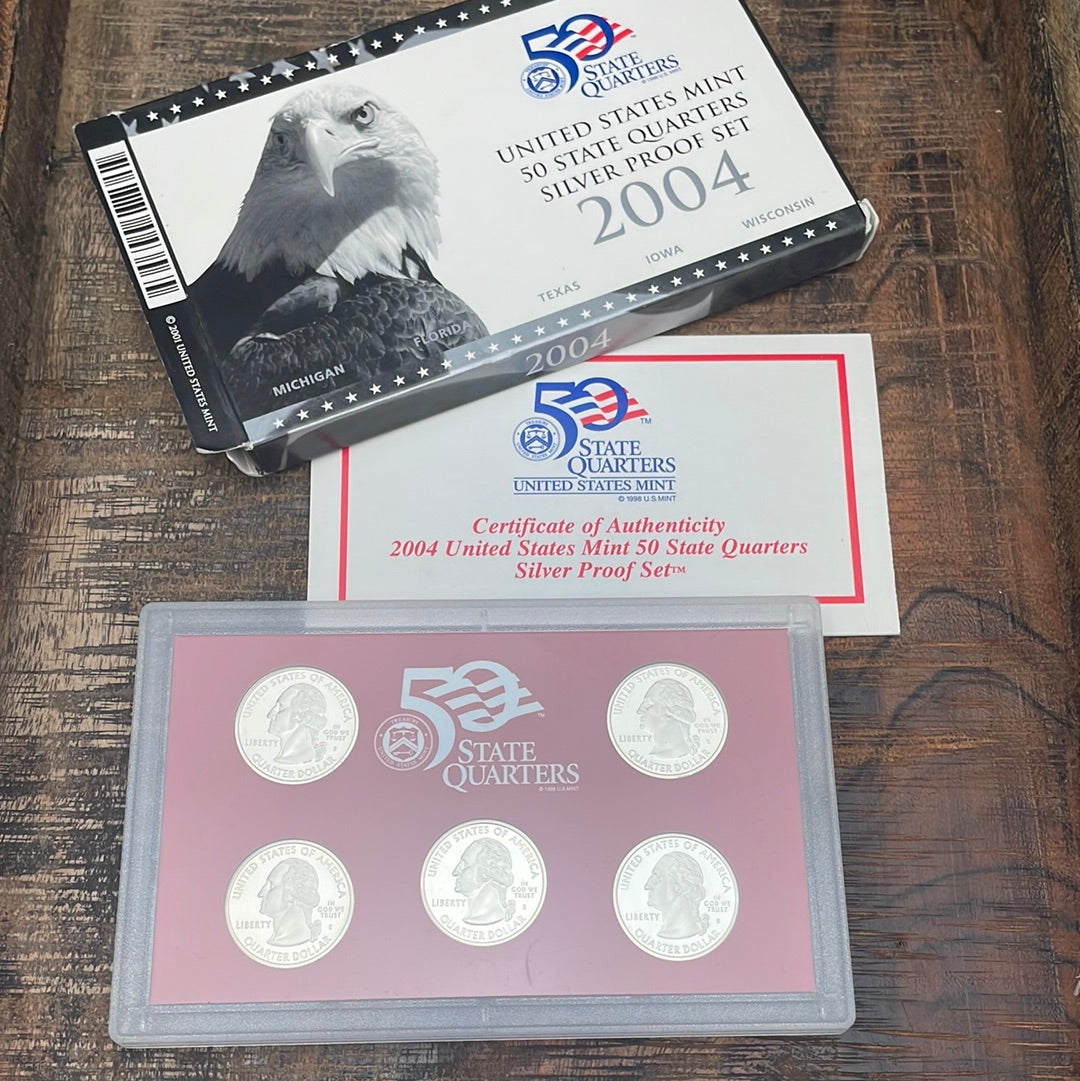 50
STATE
QUARTERS
© 1998 U.S. MINT
UNITED STATES MINT
50 STATE QUARTERS
SILVER PROOF SET
2004
MICHIGAN
FLORIDA
TEXAS
IOWA
WISCONSIN
© 2001 UNITED STATES MINT
2004
50
TM
STATE
QUARTERS
UNITED STATES MINT
© 1998 U.S. MINT
Certificate of Authenticity
2004 United States Mint 50 State Quarters
Silver Proof Set™
50
TM
STATE
QUARTERS
© 1998 U.S. MINT
UNITED STATES OF AMERICA
LIBERTY
IN
GOD WE
TRUST
S
QUARTER DOLLAR
UNITED STATES OF AMERICA
LIBERTY
IN
GOD WE
TRUST
S
QUARTER DOLLAR
UNITED STATES OF AMERICA
LIBERTY
IN
GOD WE
TRUST
S
QUARTER DOLLAR
UNITED STATES OF AMERICA
LIBERTY
IN
GOD WE
TRUST
S
QUARTER DOLLAR
UNITED STATES OF AMERICA
LIBERTY
IN
GOD WE
TRUST
S
QUARTER DOLLAR